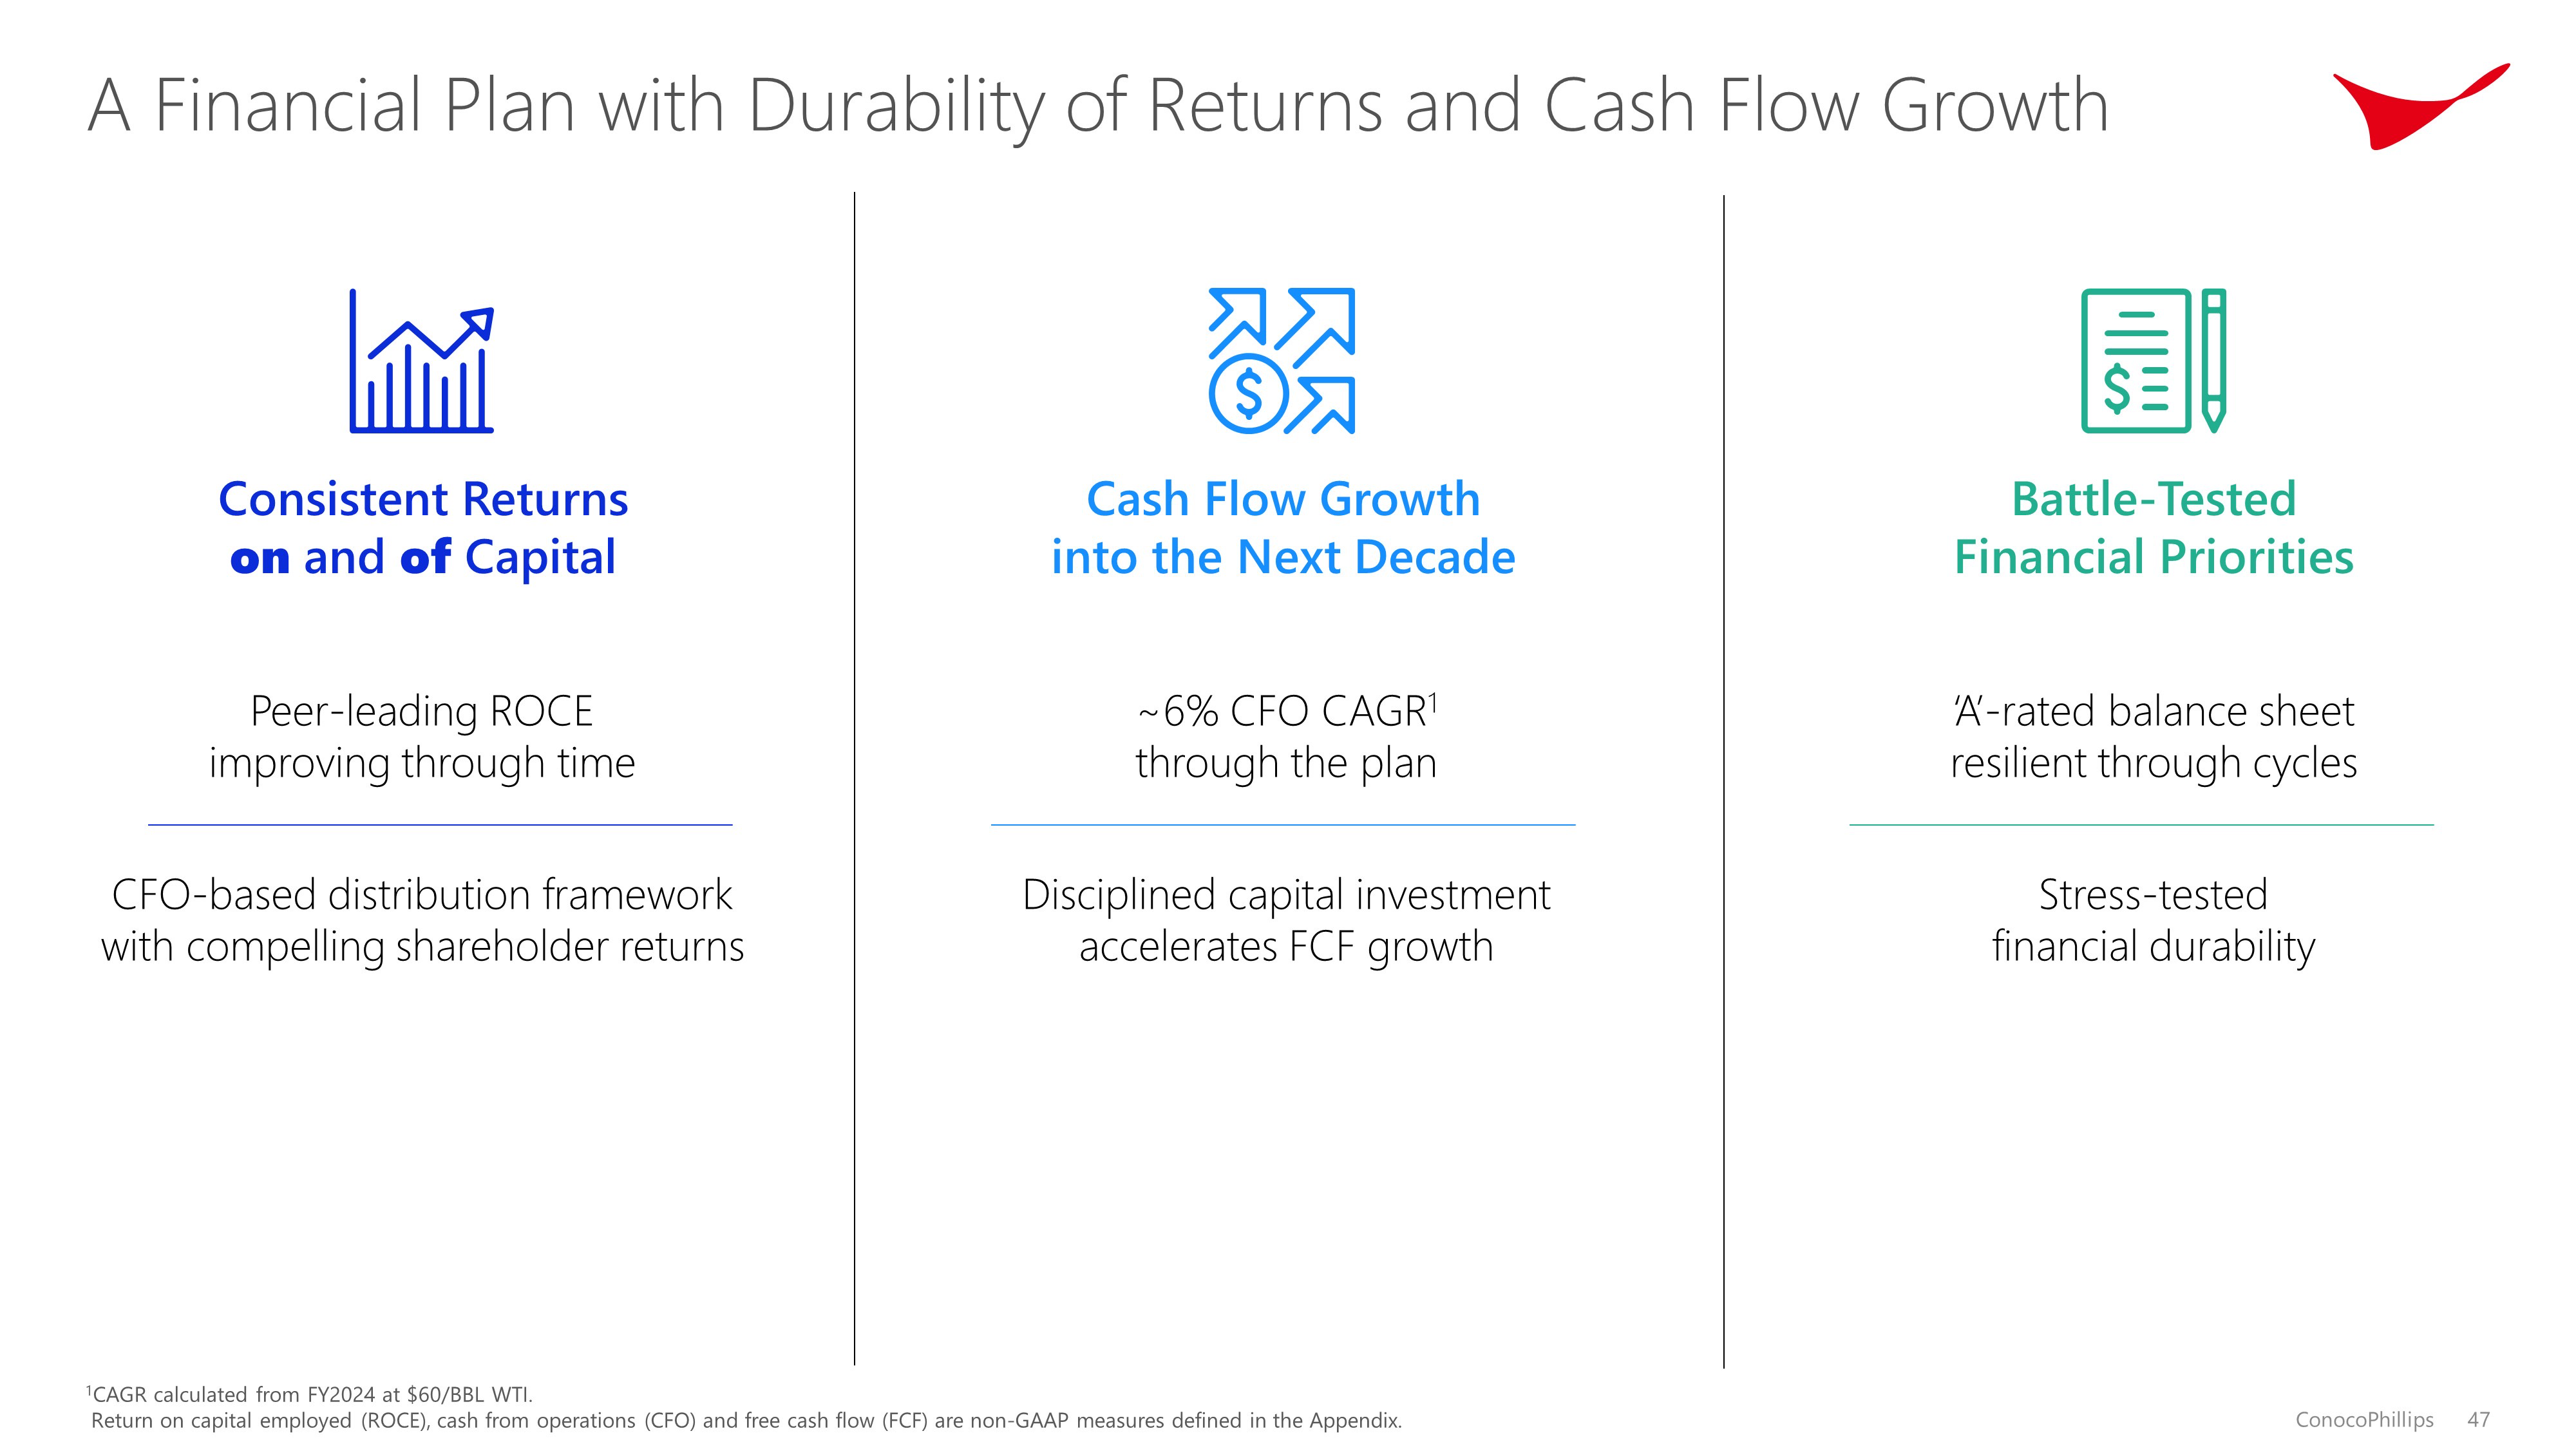 A Financial Plan with Durability of Returns and Cash Flow Growth
Consistent Returns
on and of Capital
Peer-leading ROCE
improving through time
CFO-based distribution framework
with compelling shareholder returns
$
Cash Flow Growth
into the Next Decade
~6% CFO CAGR¹
through the plan
Disciplined capital investment
accelerates FCF growth
$
Battle-Tested
Financial Priorities
‘A’-rated balance sheet
resilient through cycles
Stress-tested
financial durability
¹CAGR calculated from FY2024 at $60/BBL WTI.
Return on capital employed (ROCE), cash from operations (CFO) and free cash flow (FCF) are non-GAAP measures defined in the Appendix.
ConocoPhillips 47